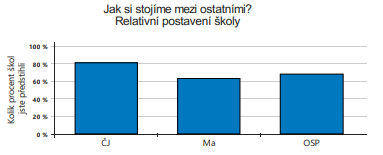 Jak si stojíme mezi ostatními?
Relativní postavení školy
Kolik procent škol
jste předstihli
100 %
80 %
60 %
40 %
20 %
0 %
ČJ
Ma
OSP